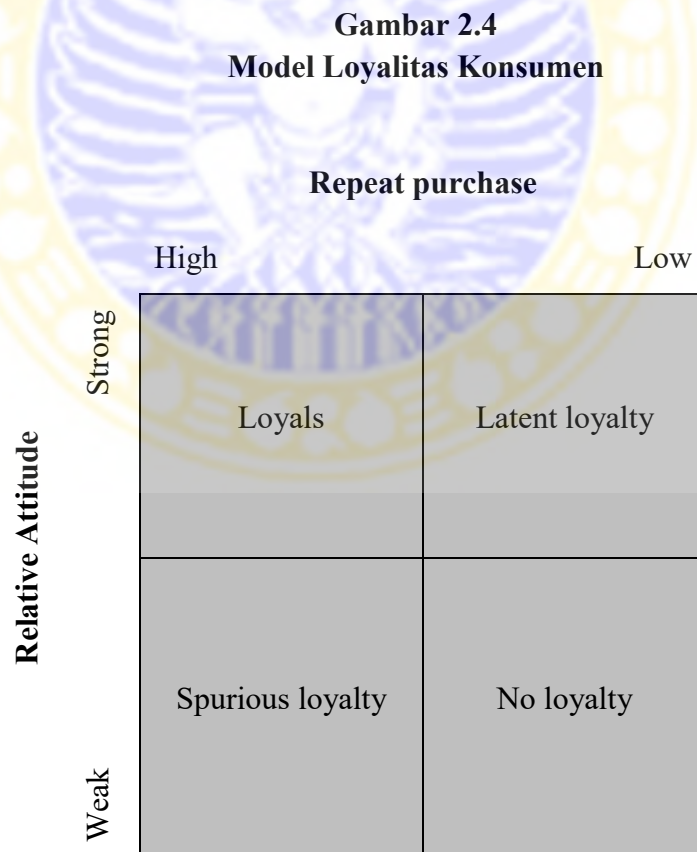 Gambar 2.4
Model Loyalitas Konsumen
Repeat purchase
High Low
Strong
Loyals Latent loyalty
Relative Attitude
Spurious loyalty No loyalty
Weak